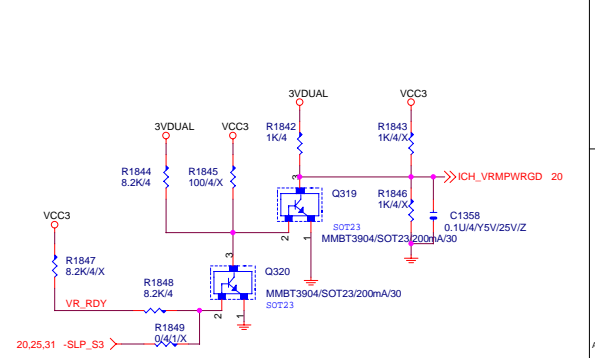 3VDUAL
VCC3
R1842
1K/4
R1843
1K/4/X
3VDUAL
VCC3
R1844
8.2K/4
R1845
100/4/X
3
ICH_VRMPWRGD 20
Q319
R1846
1K/4/X
SOT23
C1358
0.1U/4/Y5V/25V/Z
2
1
MMBT3904/SOT23/200mA/30
VCC3
3
Q320
R1847
8.2K/4/X
R1848
8.2K/4
MMBT3904/SOT23/200mA/30
SOT23
VR_RDY
2
1
R1849
0/4/1/X
20,25,31 -SLP_S3
A